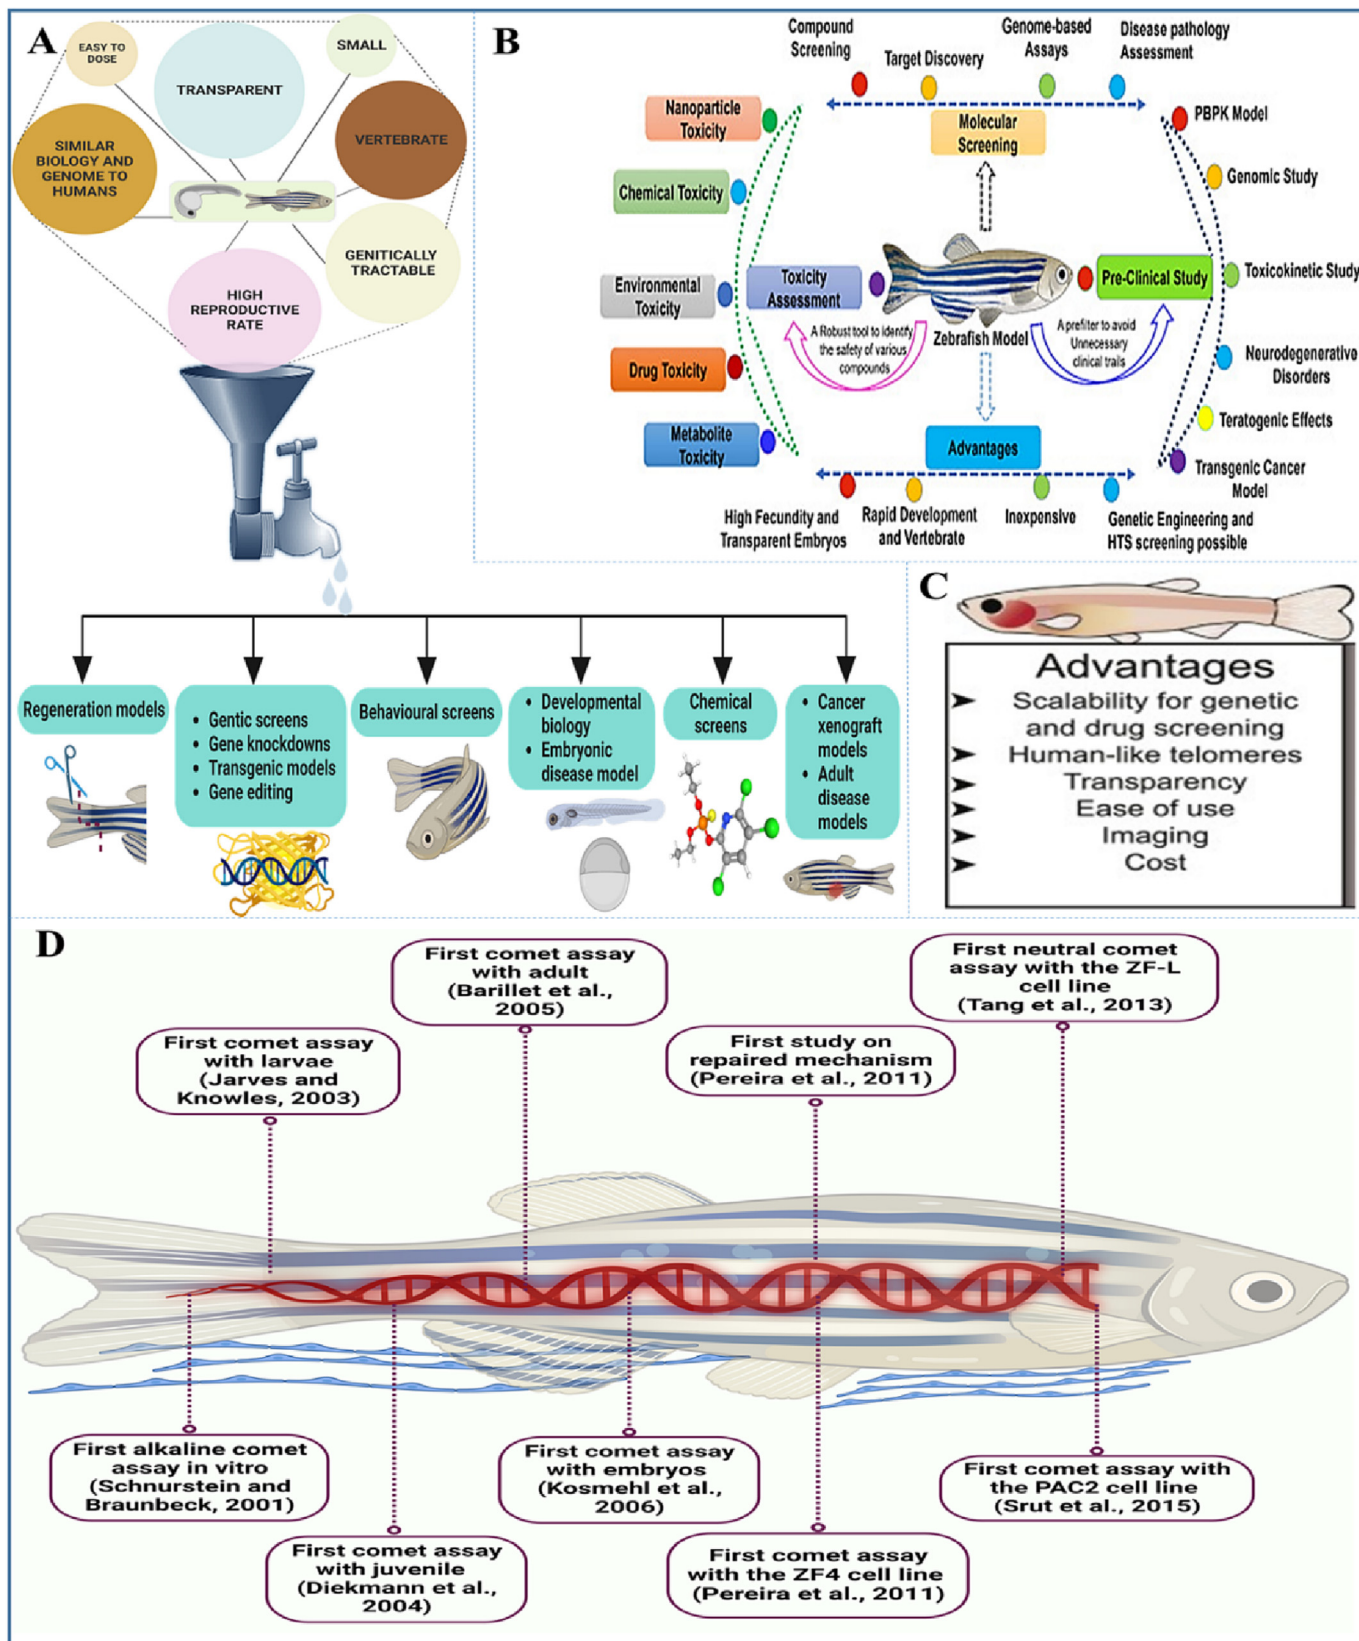 A
EASY TO
DOSE
TRANSPARENT
SMALL
SIMILAR
BIOLOGY AND
GENOME TO
HUMANS
VERTEBRATE
GENITICALLY
TRACTABLE
HIGH
REPRODUCTIVE
RATE
Regeneration models
• Gentic screens
• Gene knockdowns
• Transgenic models
• Gene editing
Behavioural screens
• Developmental
biology
• Embryonic
disease model
Chemical
screens
• Cancer
xenograft
models
• Adult
disease
models
B
Compound
Screening
Target Discovery
Genome-based
Assays
Disease pathology
Assessment
Molecular
Screening
Nanoparticle
Toxicity
Chemical Toxicity
Environmental
Toxicity
Drug Toxicity
Metabolite
Toxicity
Toxicity
Assessment
A Robust tool to Identify
the safety of various
compounds
Zebrafish Model
A prefilter to avoid
Unnecessary
clinical trails
Pre-Clinical Study
PBPK Model
Genomic Study
Toxicokinetic Study
Neurodegenerative
Disorders
Teratogenic Effects
Transgenic Cancer
Model
Advantages
High Fecundity and
Transparent Embryos
Rapid Development
and Vertebrate
Inexpensive
Genetic Engineering and
HTS screening possible
C
Advantages
Scalability for genetic
and drug screening
Human-like telomeres
Transparency
Ease of use
Imaging
Cost
D
First comet assay
with larvae
(Jarves and
Knowles, 2003)
First comet assay
with adult
(Barillet et al.,
2005)
First study on
repaired mechanism
(Pereira et al., 2011)
First neutral comet
assay with the ZF-L
cell line
(Tang et al., 2013)
First alkaline comet
assay in vitro
(Schnurstein and
Braunbeck, 2001)
First comet assay
with juvenile
(Diekmann et al.,
2004)
First comet assay
with embryos
(Kosmehl et al.,
2006)
First comet assay
with the ZF4 cell line
(Pereira et al., 2011)
First comet assay with
the PAC2 cell line
(Srut et al., 2015)